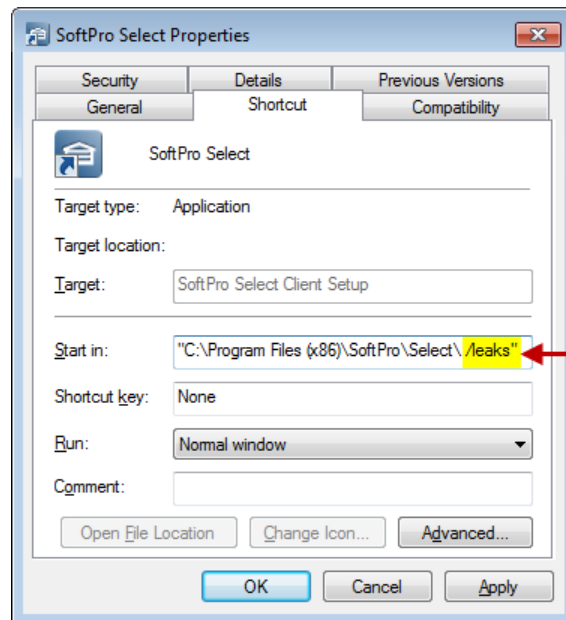 SoftPro Select Properties
Security Details Previous Versions
General Shortcut Compatibility
SoftPro Select
Target type: Application
Target location:
Target: SoftPro Select Client Setup
Start in: "C:\Program Files (x86)\SoftPro\Select\ /leaks"
Shortcut key: None
Run: Normal window
Comment:
Open File Location Change Icon... Advanced...
OK Cancel Apply